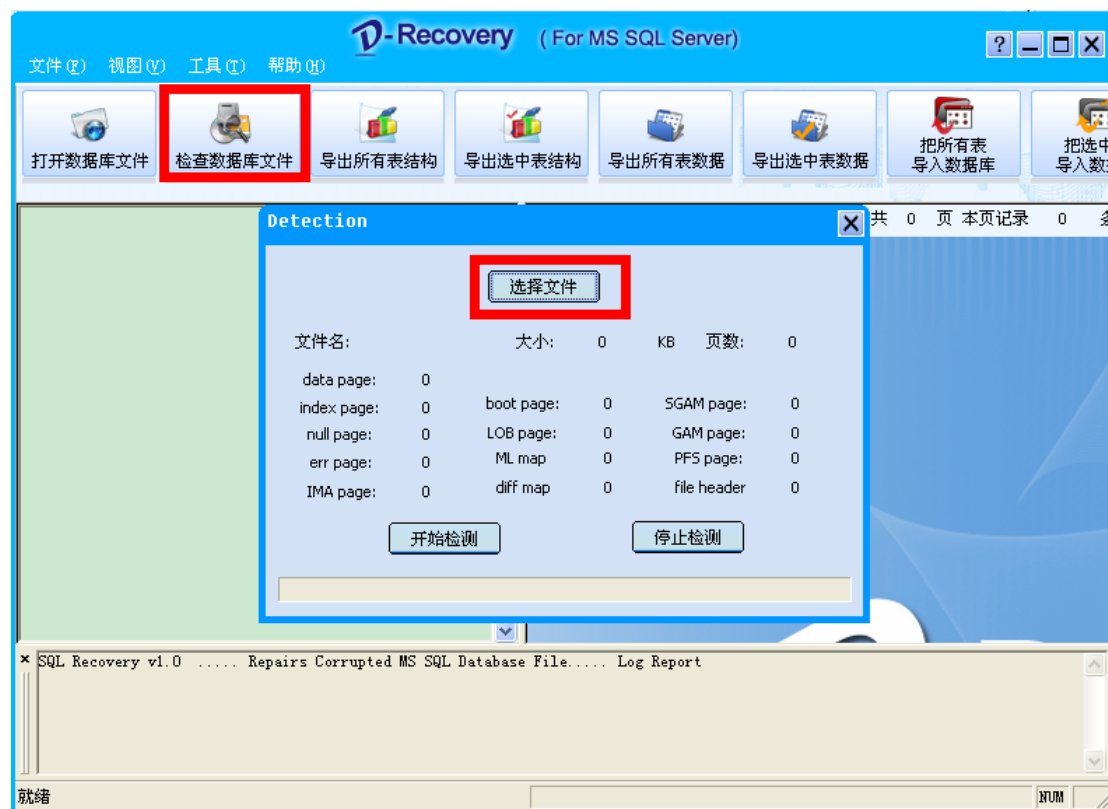 D-Recovery (For MS SQL Server)
文件(F) 视图(V) 工具(T) 帮助(H)
打开数据库文件 检查数据库文件 导出所有表结构 导出选中表结构 导出所有表数据 导出选中表数据 把所有表 导入数据库 把选中 导入数
Detection
共 0 页 本页记录 0
选择文件
文件名: 大小: 0 KB 页数: 0
data page: 0
index page: 0 boot page: 0 SGAM page: 0
null page: 0 LOB page: 0 GAM page: 0
err page: 0 ML map 0 PFS page: 0
IMA page: 0 diff map 0 file header 0
开始检测 停止检测
SQL Recovery v1.0 ..... Repairs Corrupted MS SQL Database File..... Log Report
就绪 NUM